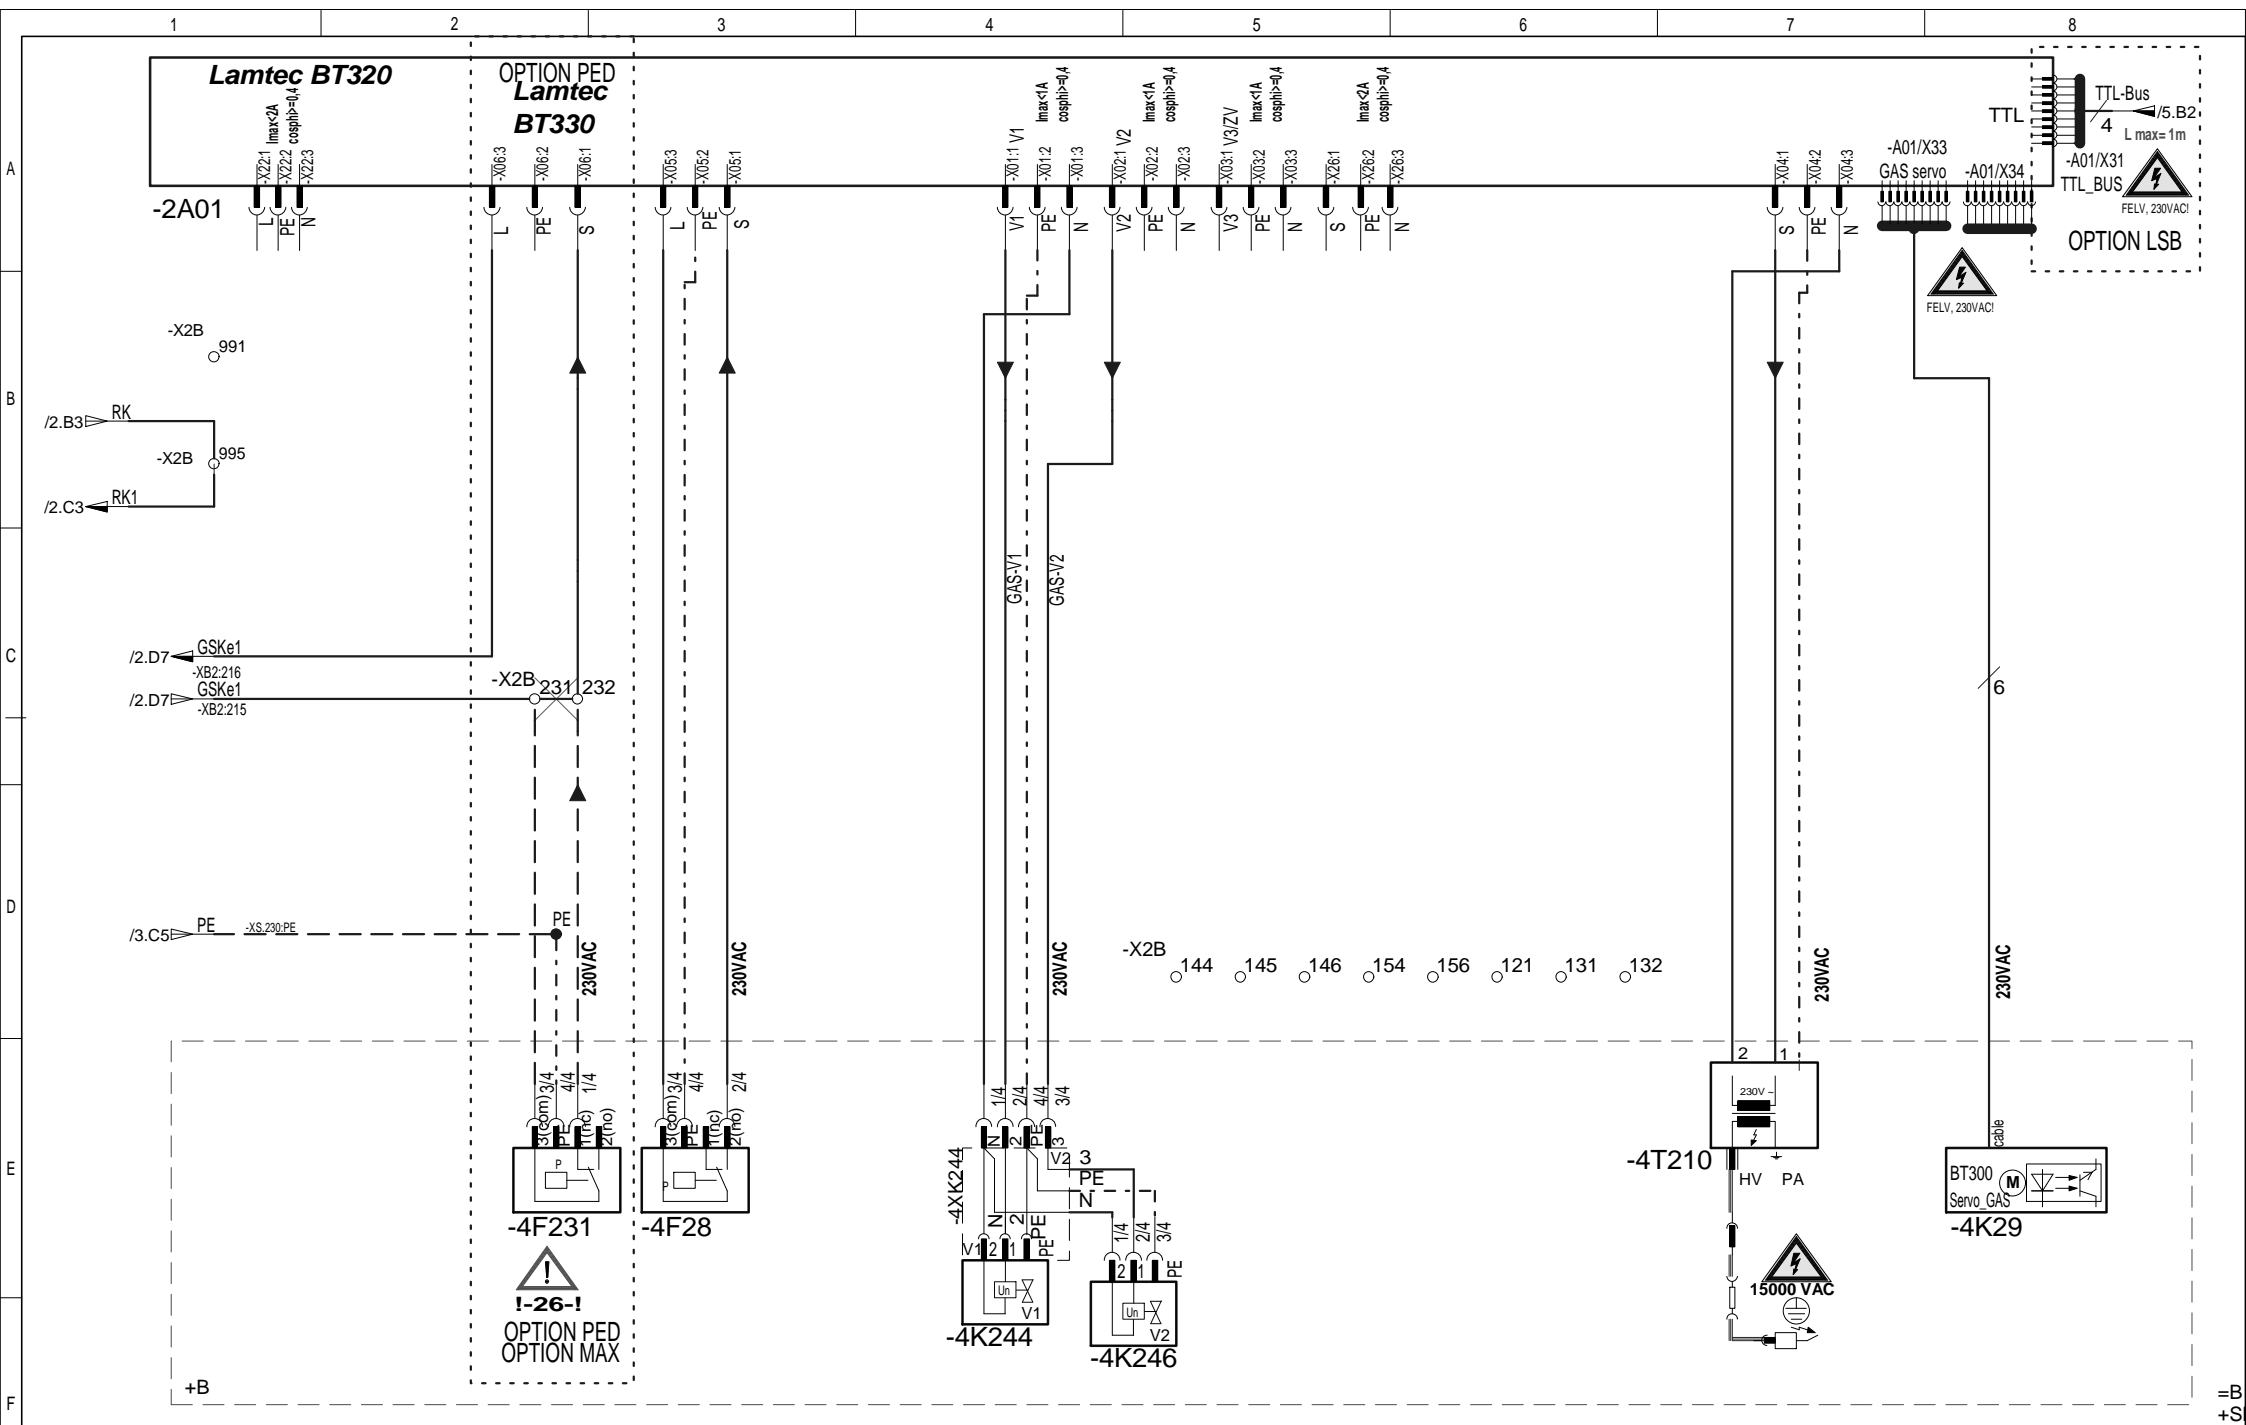 1 2 3 4 5 6 7 8
A
B
C
D
E
F
Lamtec BT320
OPTION PED
Lamtec
BT330
-2A01
-X22:1
-X22:2
-X22:3
Imax<2A
cosphi>=0,4
L
PE
N
-X06:3
-X06:2
-X06:1
L
PE
S
-X05:3
-X05:2
-X05:1
L
PE
S
-X01:1 V1
-X01:2
-X01:3
Imax<1A
cosphi>=0,4
V1
PE
N
-X02:1 V2
-X02:2
-X02:3
Imax<1A
cosphi>=0,4
V2
PE
N
-X03:1 V3/ZV
-X03:2
-X03:3
Imax<1A
cosphi>=0,4
V3
PE
N
-X26:1
-X26:2
-X26:3
Imax<2A
cosphi>=0,4
S
PE
N
-X04:1
-X04:2
-X04:3
S
PE
N
-A01/X33
GAS servo
-A01/X34
TTL
TTL-Bus
/5.B2
4
L max= 1m
-A01/X31
TTL_BUS
FELV, 230VAC!
OPTION LSB
FELV, 230VAC!
-X2B
991
/2.B3
RK
-X2B
995
/2.C3
RK1
GAS-V1
GAS-V2
/2.D7
GSKe1
-XB2:216
/2.D7
GSKe1
-XB2:215
-X2B
231
232
6
/3.C5
PE
-XS.230:PE
PE
230VAC
230VAC
230VAC
230VAC
230VAC
-X2B
144
145
146
154
156
121
131
132
3/4
4/4
1/4
3(com)
PE
1(nc)
2(no)
P
-4F231
!
!-26-!
OPTION PED
OPTION MAX
3/4
4/4
2/4
3(com)
PE
1(nc)
2(no)
P
-4F28
1/4
2/4
4/4
3/4
N
2
PE
3
-4XK244
V2
3
PE
N
N
2
PE
V1
2
1
PE
Un
V1
-4K244
1/4
2/4
3/4
2
1
PE
Un
V2
-4K246
2
1
230V ~
-4T210
HV
PA
15000 VAC
cable
BT300
Servo_GAS
M
-4K29
+B
=B